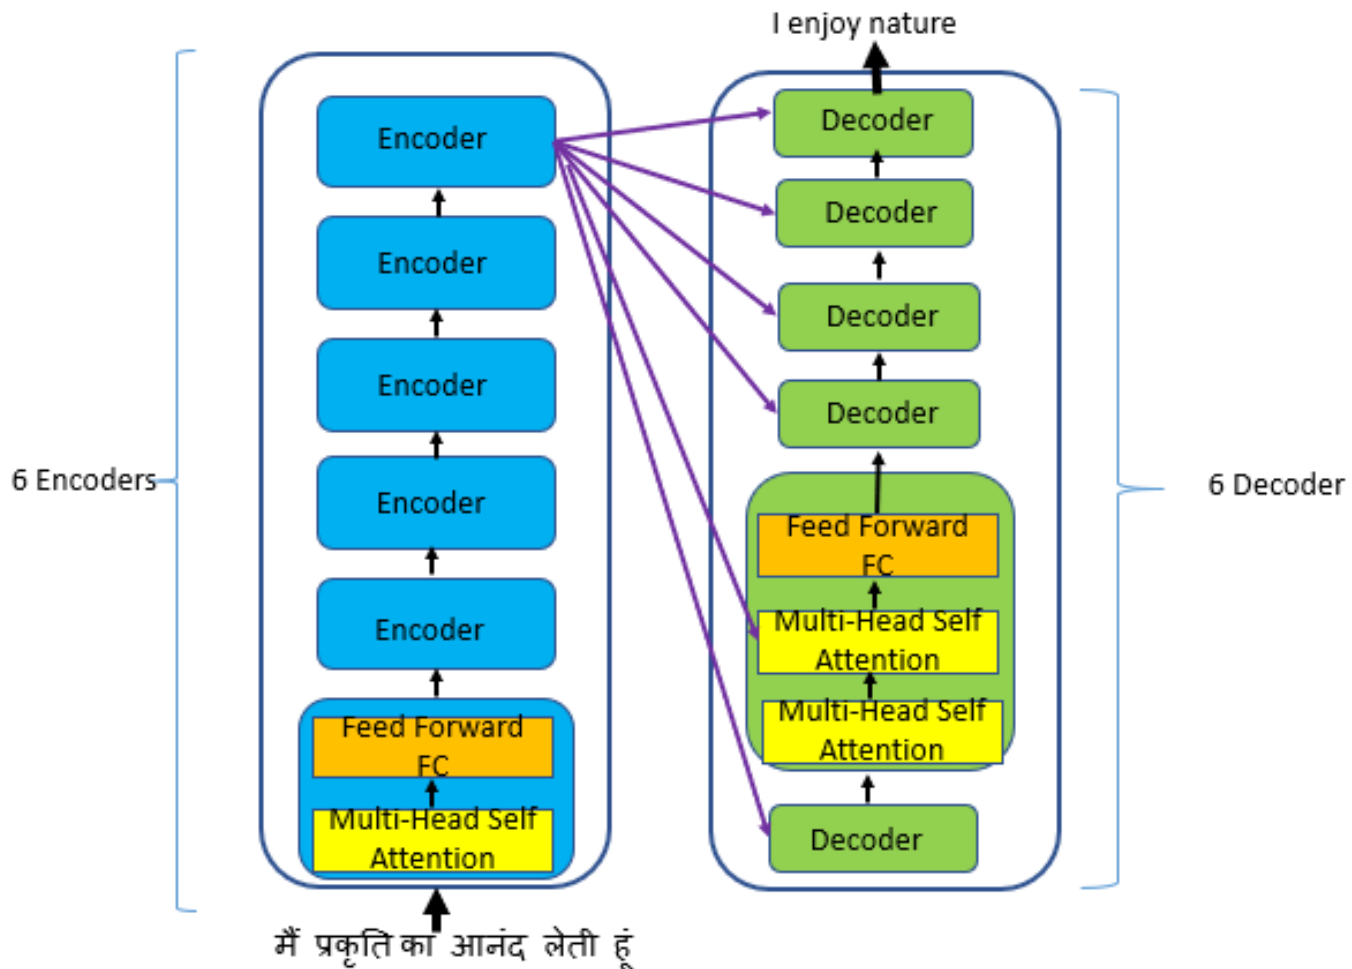 I enjoy nature
6 Encoders
Encoder
Encoder
Encoder
Encoder
Encoder
Feed Forward
FC
Multi-Head Self
Attention
मैं प्रकृति का आनंद लेती हूं
Decoder
Decoder
Decoder
Decoder
Feed Forward
FC
Multi-Head Self
Attention
Multi-Head Self
Attention
Decoder
6 Decoder